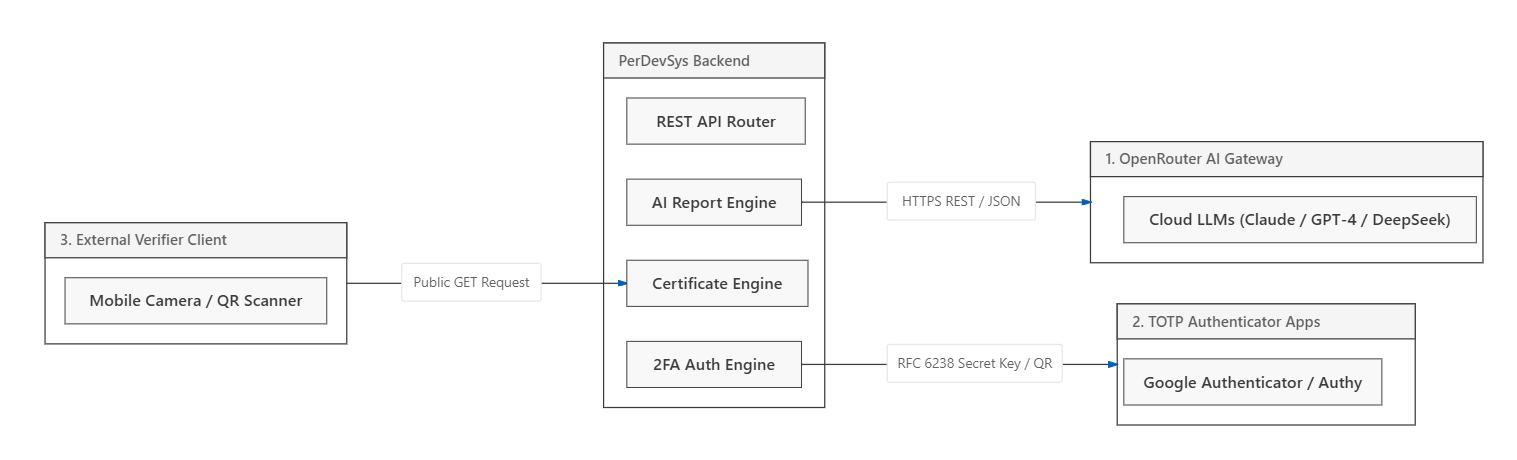 PerDevSys Backend
REST API Router
AI Report Engine
Certificate Engine
2FA Auth Engine
3. External Verifier Client
Mobile Camera / QR Scanner
Public GET Request
HTTPS REST / JSON
1. OpenRouter AI Gateway
Cloud LLMs (Claude / GPT-4 / DeepSeek)
RFC 6238 Secret Key / QR
2. TOTP Authenticator Apps
Google Authenticator / Authy